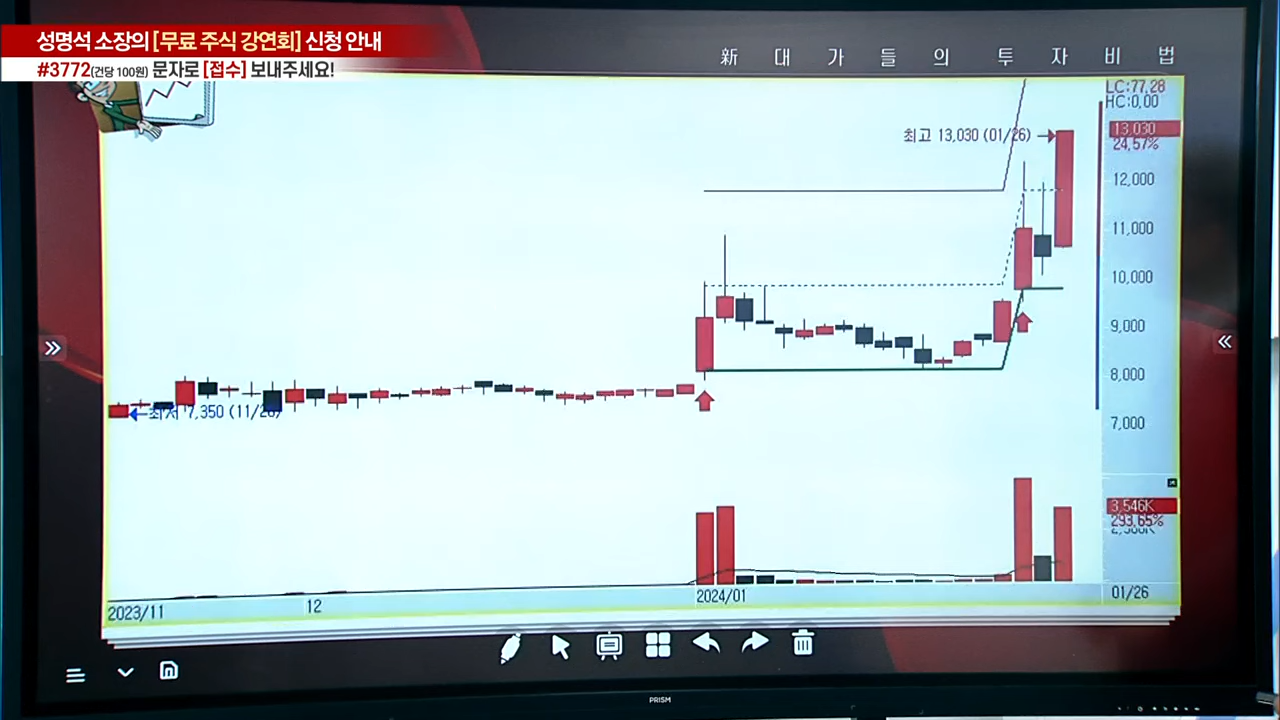 성명석 소장의 [무료 주식 강연회] 신청 안내
#3772(건당 100원) 문자로 [접수] 보내주세요!
新 대 가 들 의 투 자 비 법
LC:77,28
HC:0,00
최고 13,030 (01/26)
13,030
24,57%
12,000
11,000
10,000
9,000
8,000
7,000
최저 7,350 (11/28)
3,546K
293,65%
2023/11
12
2024/01
01/26
PRISM